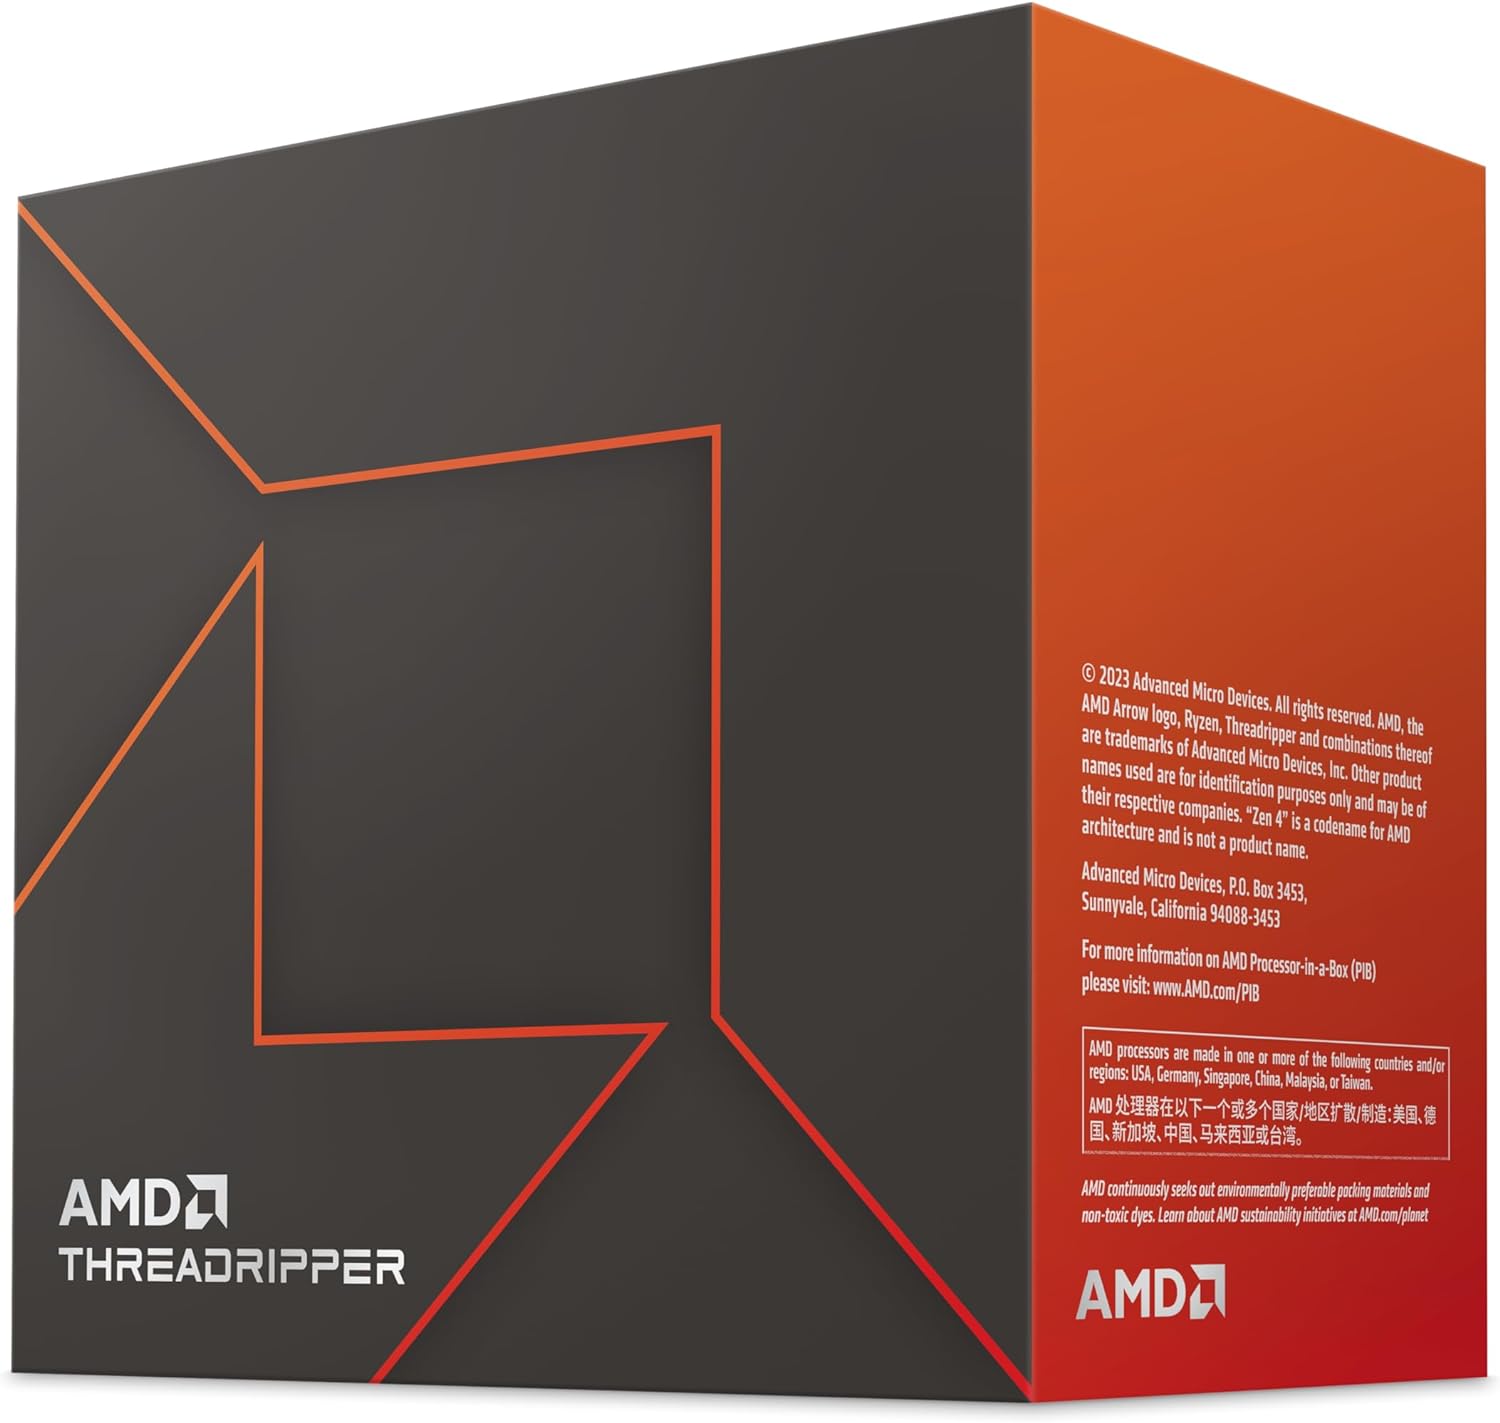 AMD
THREADRIPPER
© 2023 Advanced Micro Devices. All rights reserved. AMD, the
AMD Arrow logo, Ryzen, Threadripper and combinations thereof
are trademarks of Advanced Micro Devices, Inc. Other product
names used are for identification purposes only and may be of
their respective companies. “Zen 4” is a codename for AMD
architecture and is not a product name.
Advanced Micro Devices, P.O. Box 3453,
Sunnyvale, California 94088-3453
For more information on AMD Processor-in-a-Box (PIB)
please visit: www.AMD.com/PIB
AMD processors are made in one or more of the following countries and/or
regions: USA, Germany, Singapore, China, Malaysia, or Taiwan.
AMD 处理器在以下一个或多个国家/地区扩散/制造：美国、德
国、新加坡、中国、马来西亚或台湾。
AMD continuously seeks out environmentally preferable packing materials and
non-toxic dyes. Learn about AMD sustainability initiatives at AMD.com/planet
AMD